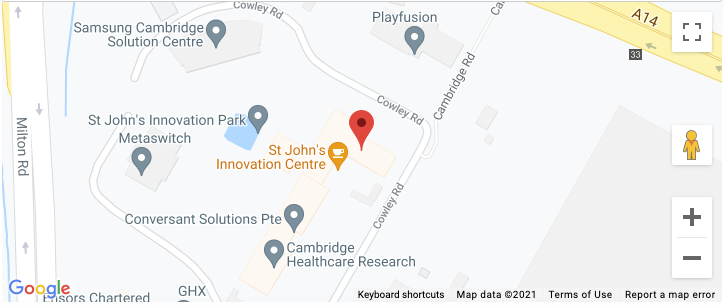 Samsung Cambridge
Solution Centre
Cowley Rd
Playfusion
A14
33
Cambridge Rd
Milton Rd
St John's Innovation Park
Metaswitch
Cowley Rd
St John's
Innovation Centre
Conversant Solutions Pte
Cowley Rd
Cambridge
Healthcare Research
GHX
Google
Ensors Chartered
Keyboard shortcuts
Map data ©2021
Terms of Use
Report a map error